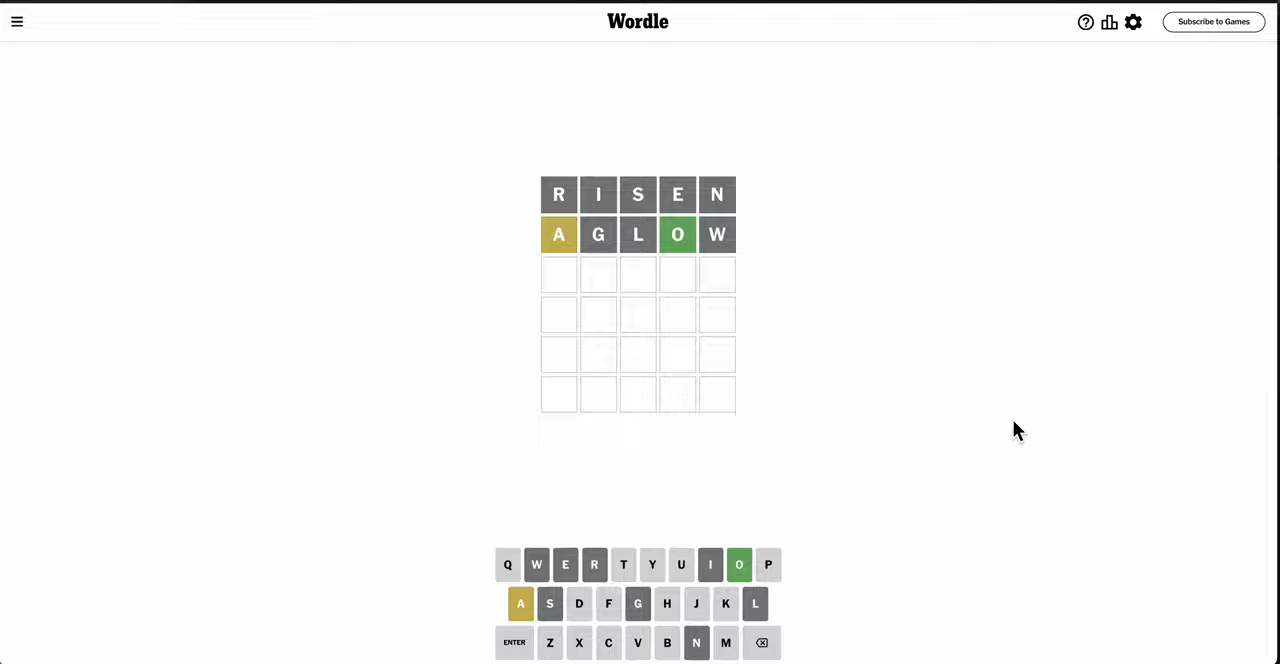 Wordle
Subscribe to Games
R I S E N
A G L O W
Q W E R T Y U I O P
A S D F G H J K L
ENTER Z X C V B N M